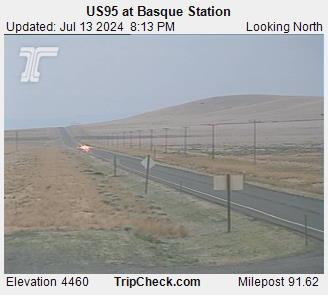 US95 at Basque Station
Updated: Jul 13 2024 8:13 PM Looking North
Elevation 4460 TripCheck.com Milepost 91.62